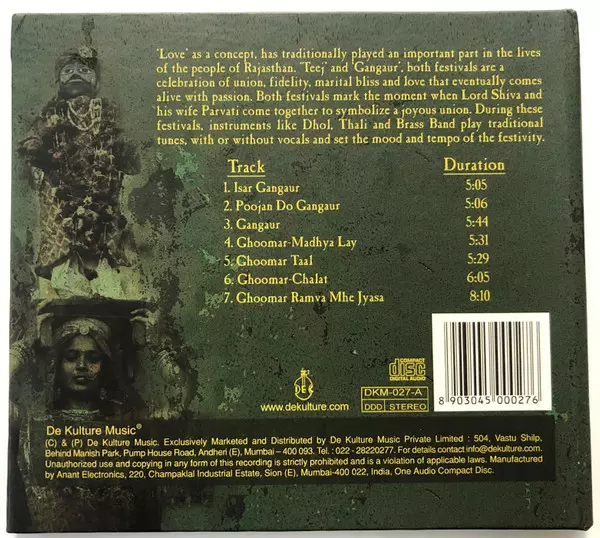 'Love' as a concept, has traditionally played an important part in the lives
of the people of Rajasthan. 'Teej' and 'Gangaur', both festivals are a
celebration of union, fidelity, marital bliss and love that eventually comes
alive with passion. Both festivals mark the moment when Lord Shiva and
his wife Parvati come together to symbolize a joyous union. During these
festivals, instruments like Dhol, Thali and Brass Band play traditional
tunes, with or without vocals and set the mood and tempo of the festivity.
Track Duration
1. Isar Gangaur 5:05
2. Poojan Do Gangaur 5:06
3. Gangaur 5:44
4. Ghoomar-Madhya Lay 5:31
5. Ghoomar Taal 5:29
6. Ghoomar-Chalat 6:05
7. Ghoomar Ramva Mhe Jyasa 8:10
DEK
www.dekulture.com
COMPACT
disc
DIGITAL AUDIO
DKM-027-A
DDD STEREO
8 903045 000276
De Kulture Music®
(C) & (P) De Kulture Music. Exclusively Marketed and Distributed by De Kulture Music Private Limited : 504, Vastu Shilp,
Behind Manish Park, Pump House Road, Andheri (E), Mumbai – 400 093. Tel. : 022 - 28220277. For details contact info@dekulture.com.
Unauthorized use and copying in any form of this recording is strictly prohibited and is a violation of applicable laws. Manufactured
by Anant Electronics, 220, Champaklal Industrial Estate, Sion (E), Mumbai-400 022, India, One Audio Compact Disc.